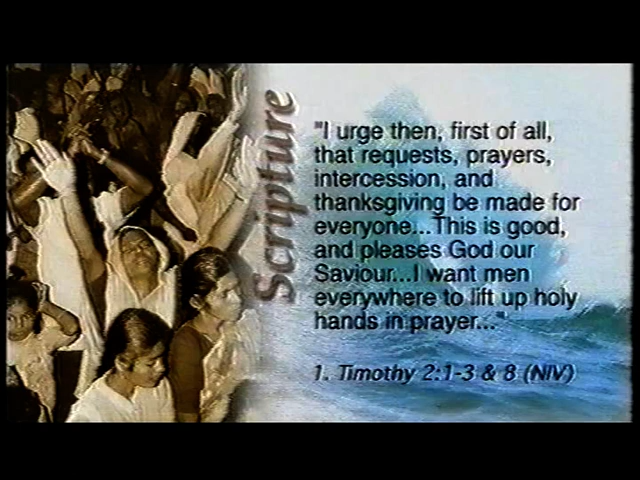 Scripture
"I urge then, first of all,
that requests, prayers,
intercession, and
thanksgiving be made for
everyone...This is good,
and pleases God our
Saviour...I want men
everywhere to lift up holy
hands in prayer..."
1. Timothy 2:1-3 & 8 (NIV)